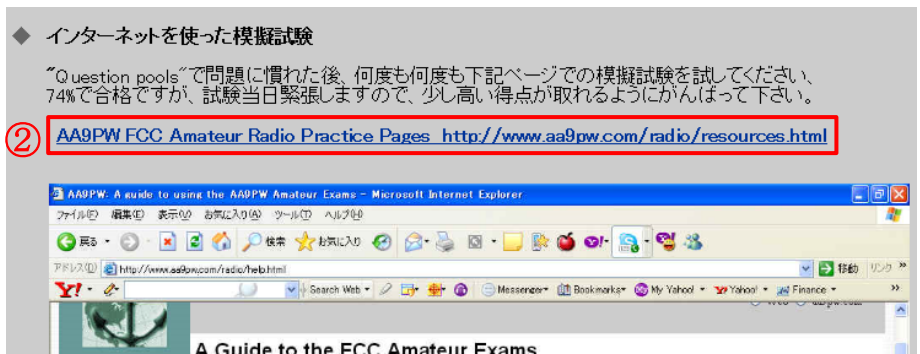 ◆ インターネットを使った模擬試験
"Question pools"で問題に慣れた後、何度も何度も下記ページでの模擬試験を試してください、
74%で合格ですが、試験当日緊張しますので、少し高い得点が取れるようにがんばって下さい。
② AA9PW FCC Amateur Radio Practice Pages http://www.aa9pw.com/radio/resources.html
AA9PW: A guide to using the AA9PW Amateur Exams - Microsoft Internet Explorer
ファイル(F) 編集(E) 表示(V) お気に入り(A) ツール(T) ヘルプ(H)
戻る 検索 お気に入り
アドレス(D) http://www.aa9pw.com/radio/help.html 移動 リンク »
Y! Search Web Messenger Bookmarks My Yahoo! Yahoo! Finance »
A Guide to the FCC Amateur Exams